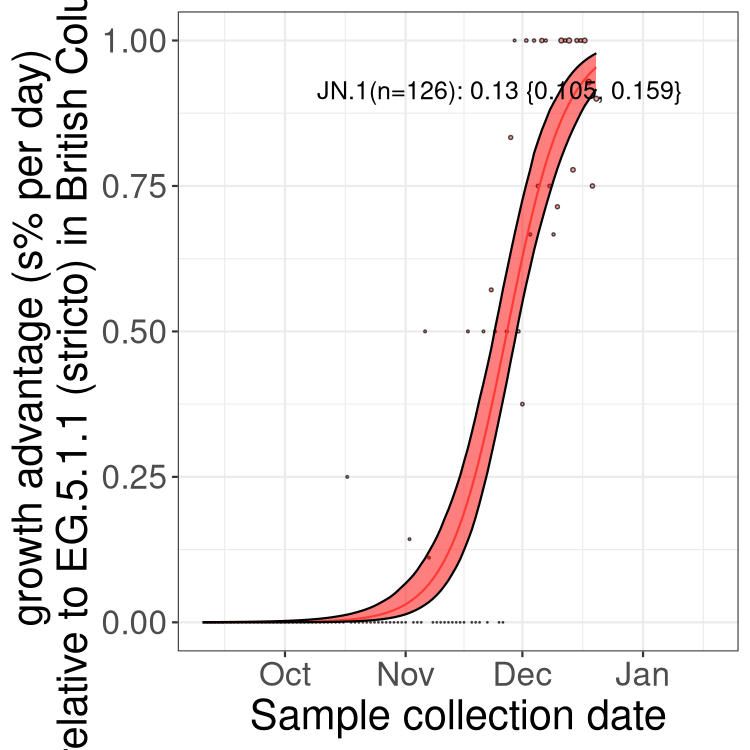 growth advantage (s% per day)
relative to EG.5.1.1 (stricto) in British Colu
1.00
0.75
0.50
0.25
0.00
JN.1(n=126): 0.13 {0.105, 0.159}
Oct Nov Dec Jan
Sample collection date